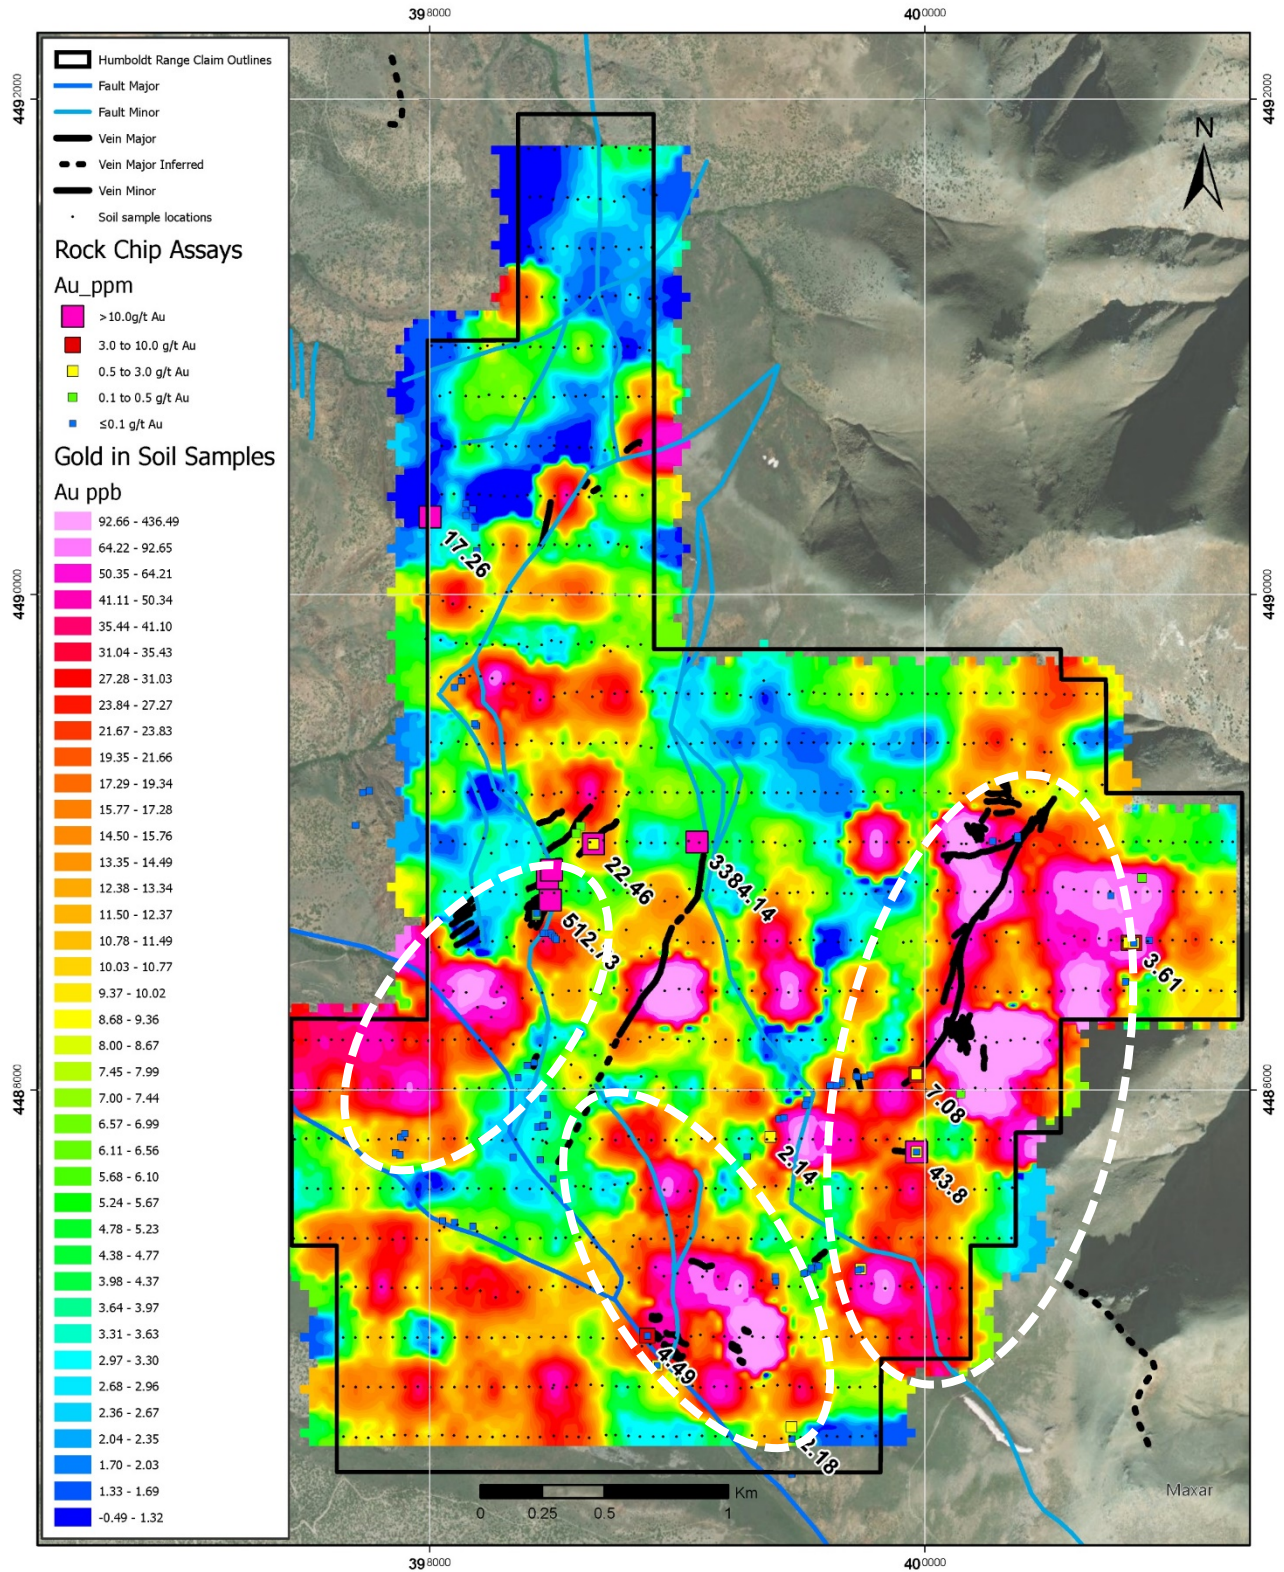 398000
400000
4492000
4492000
Humboldt Range Claim Outlines
Fault Major
Fault Minor
Vein Major
Vein Major Inferred
Vein Minor
Soil sample locations
Rock Chip Assays
Au_ppm
>10.0g/t Au
3.0 to 10.0 g/t Au
0.5 to 3.0 g/t Au
0.1 to 0.5 g/t Au
≤0.1 g/t Au
Gold in Soil Samples
Au ppb
92.66 - 436.49
64.22 - 92.65
50.35 - 64.21
41.11 - 50.34
35.44 - 41.10
31.04 - 35.43
27.28 - 31.03
23.84 - 27.27
21.67 - 23.83
19.35 - 21.66
17.29 - 19.34
15.77 - 17.28
14.50 - 15.76
13.35 - 14.49
12.38 - 13.34
11.50 - 12.37
10.78 - 11.49
10.03 - 10.77
9.37 - 10.02
8.68 - 9.36
8.00 - 8.67
7.45 - 7.99
7.00 - 7.44
6.57 - 6.99
6.11 - 6.56
5.68 - 6.10
5.24 - 5.67
4.78 - 5.23
4.38 - 4.77
3.98 - 4.37
3.64 - 3.97
3.31 - 3.63
2.97 - 3.30
2.68 - 2.96
2.36 - 2.67
2.04 - 2.35
1.70 - 2.03
1.33 - 1.69
-0.49 - 1.32
N
17.26
4490000
4490000
22.46
3384.14
512.73
3.61
4488000
4488000
7.08
2.14
43.8
4.49
2.18
Km
0 0.25 0.5 1
Maxar
398000
400000